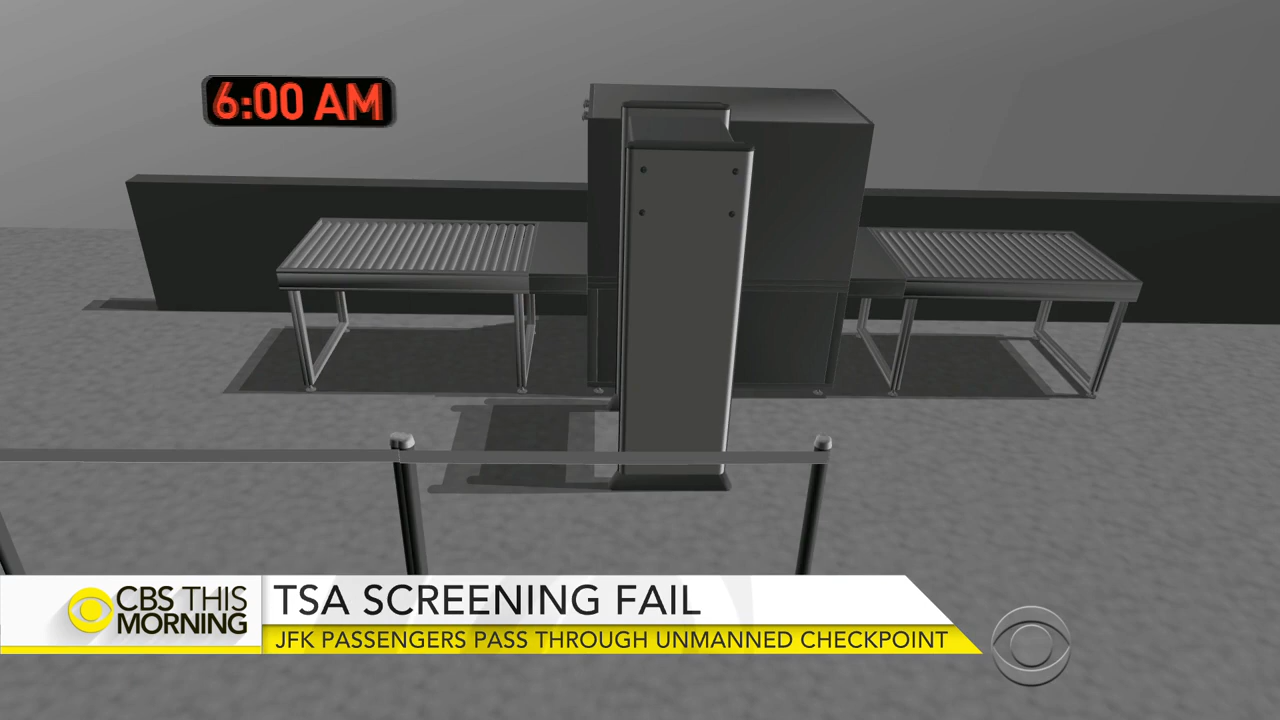 6:00 AM
CBS THIS
MORNING
TSA SCREENING FAIL
JFK PASSENGERS PASS THROUGH UNMANNED CHECKPOINT